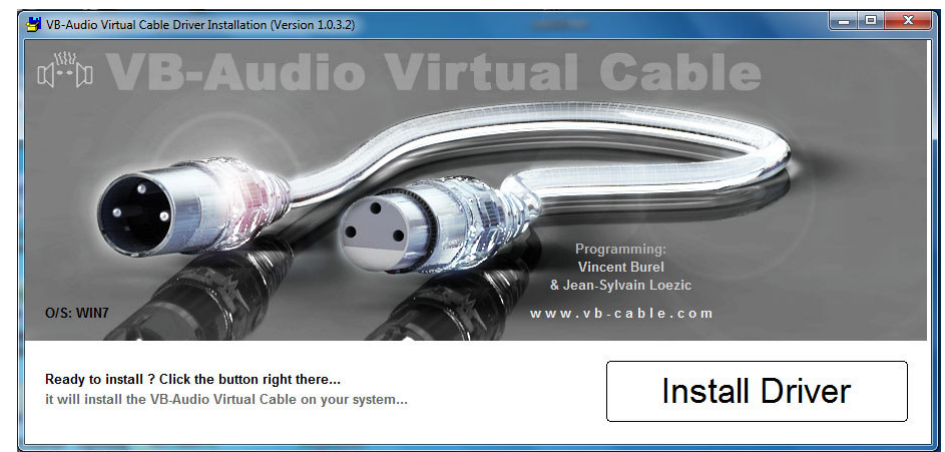 VB-Audio Virtual Cable Driver Installation (Version 1.0.3.2)
VB-Audio Virtual Cable
Programming:
Vincent Burel
& Jean-Sylvain Loezic
O/S: WIN7
www.vb-cable.com
Ready to install ? Click the button right there...
it will install the VB-Audio Virtual Cable on your system...
Install Driver